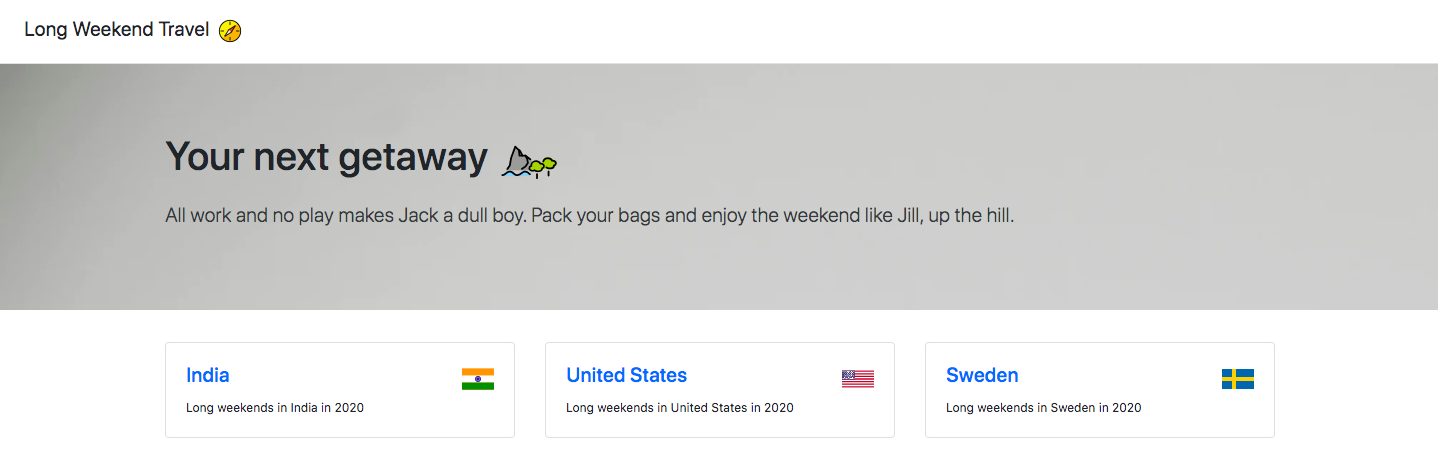 Long Weekend Travel
Your next getaway
All work and no play makes Jack a dull boy. Pack your bags and enjoy the weekend like Jill, up the hill.
India
Long weekends in India in 2020
United States
Long weekends in United States in 2020
Sweden
Long weekends in Sweden in 2020